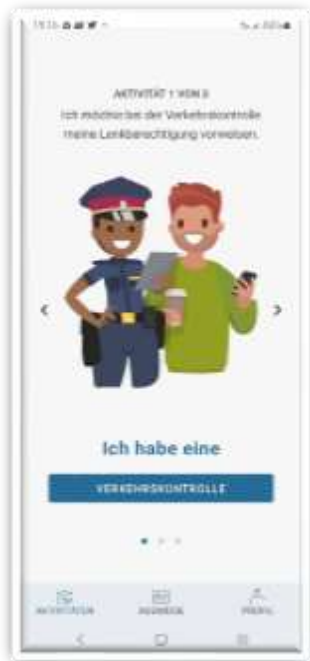 AKTIVITÄT 1 VON 3
Ich möchte bei der Verkehrskontrolle
meine Lenkberechtigung vorweisen.
Ich habe eine
VERKEHRSKONTROLLE
AKTIVITÄTEN
AUSWEISE
PROFIL